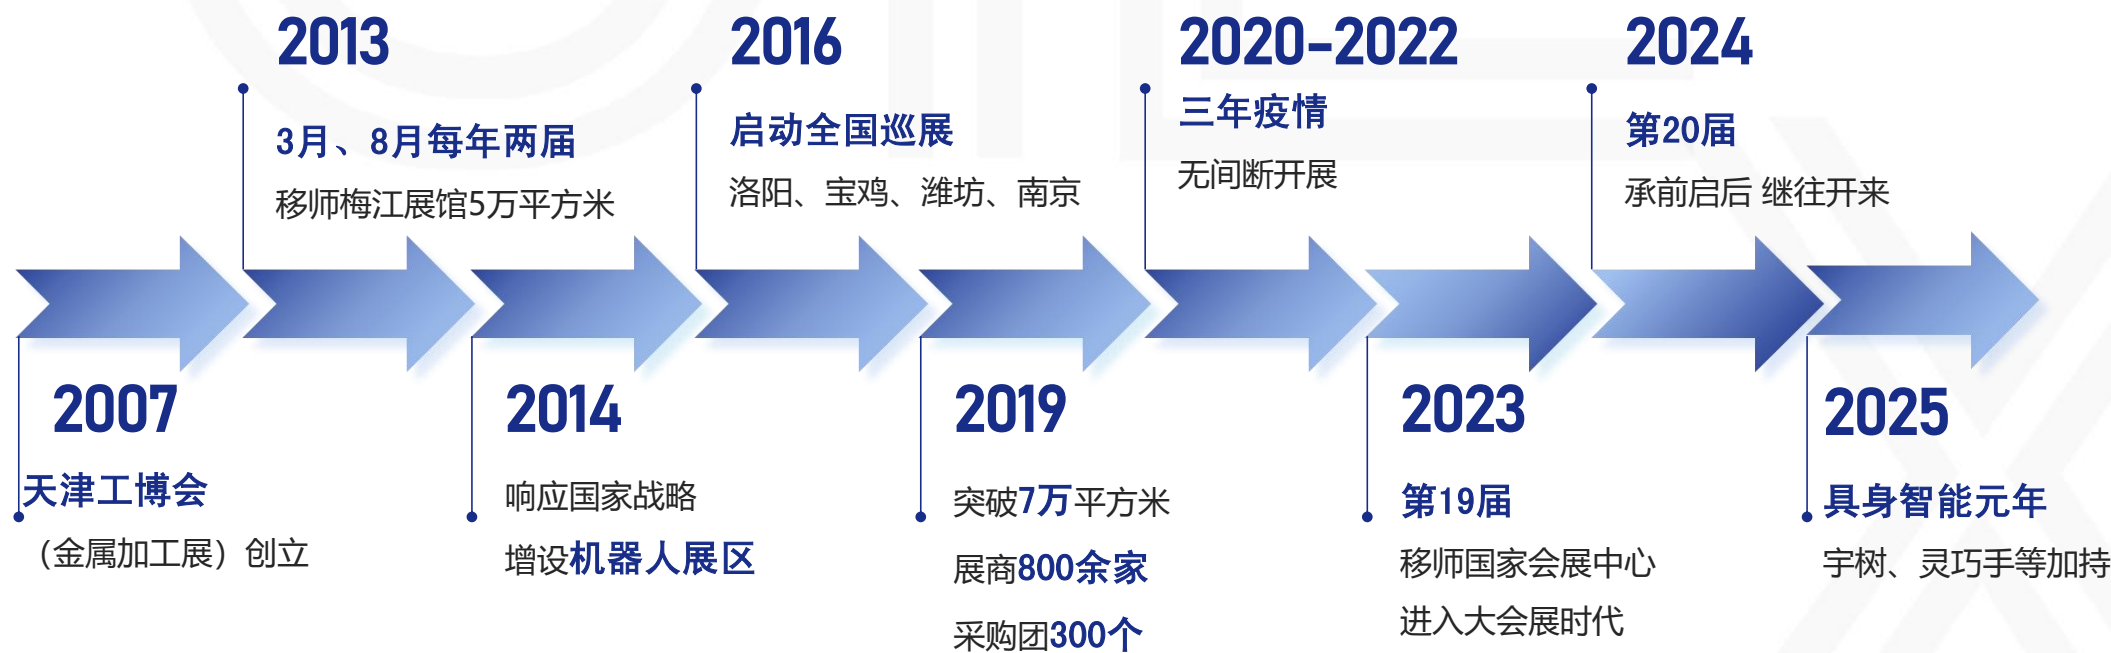 2013
3月、8月每年两届
移师梅江展馆5万平方米
2016
启动全国巡展
洛阳、宝鸡、潍坊、南京
2020-2022
三年疫情
无间断开展
2024
第20届
承前启后 继往开来
2007
天津工博会
（金属加工展）创立
2014
响应国家战略
增设机器人展区
2019
突破7万平方米
展商800余家
采购团300个
2023
第19届
移师国家会展中心
进入大会展时代
2025
具身智能元年
宇树、灵巧手等加持